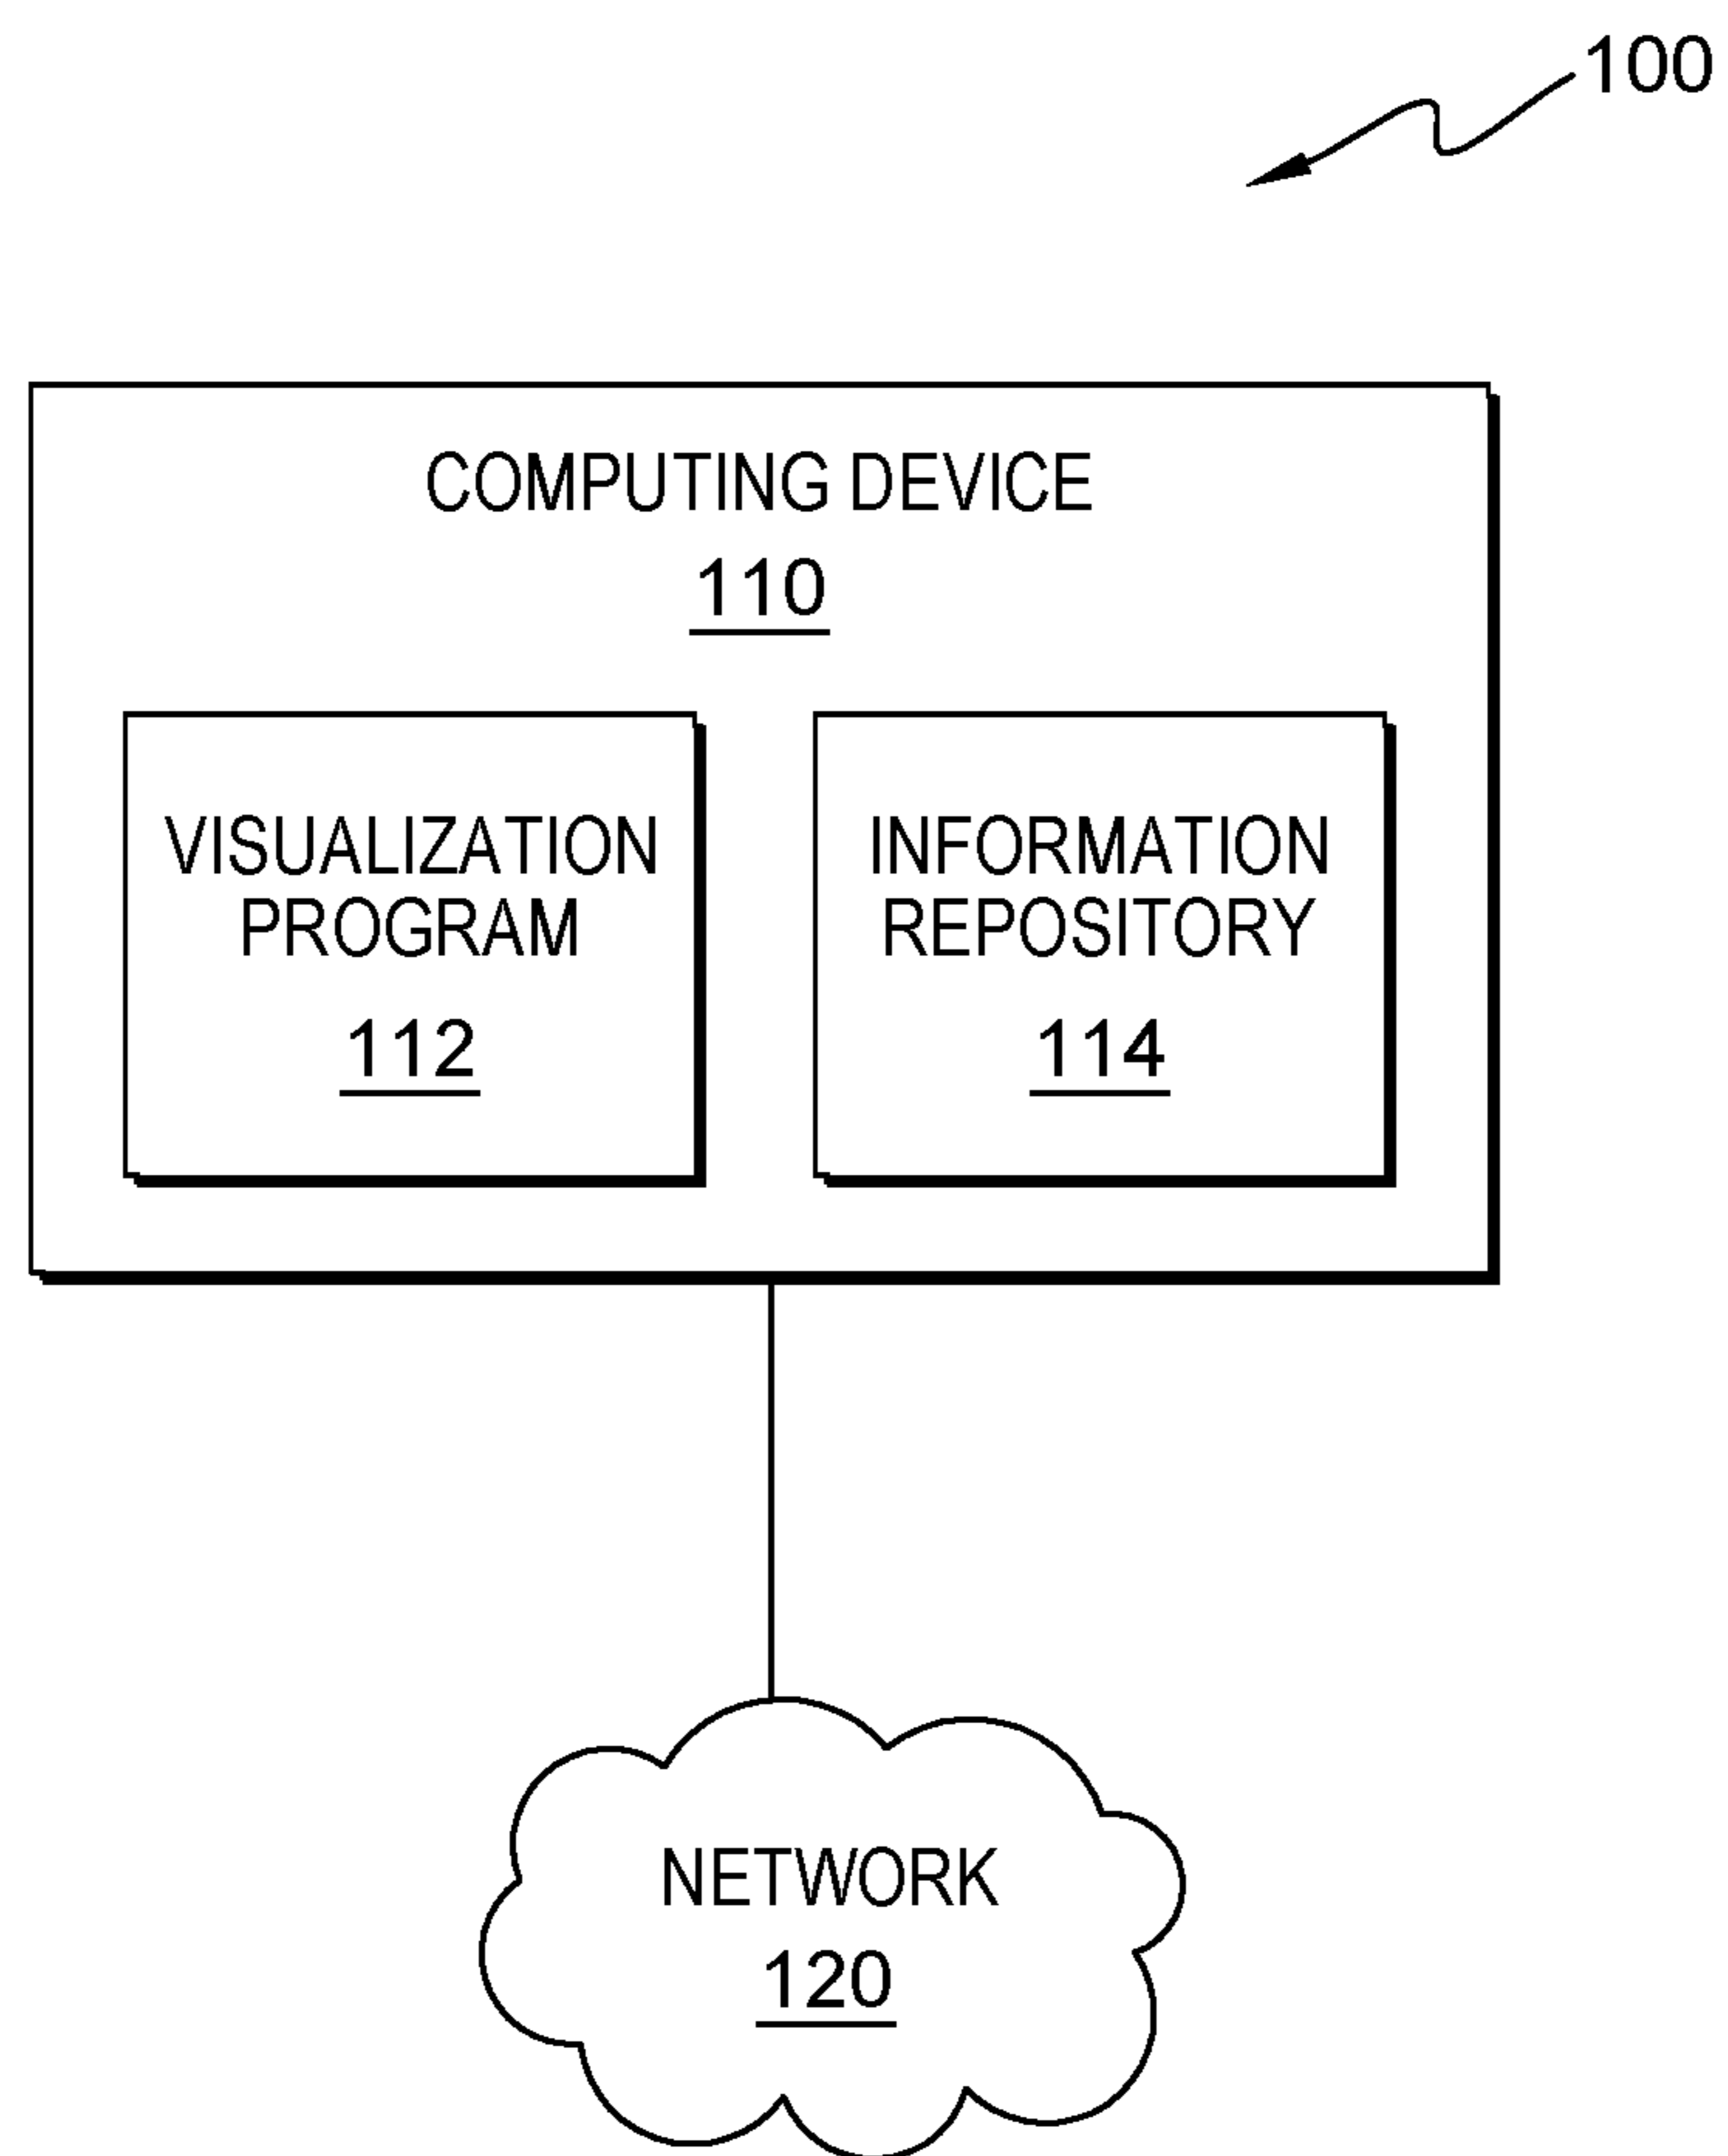 100
COMPUTING DEVICE
110
VISUALIZATION
PROGRAM
112
INFORMATION
REPOSITORY
114
NETWORK
120